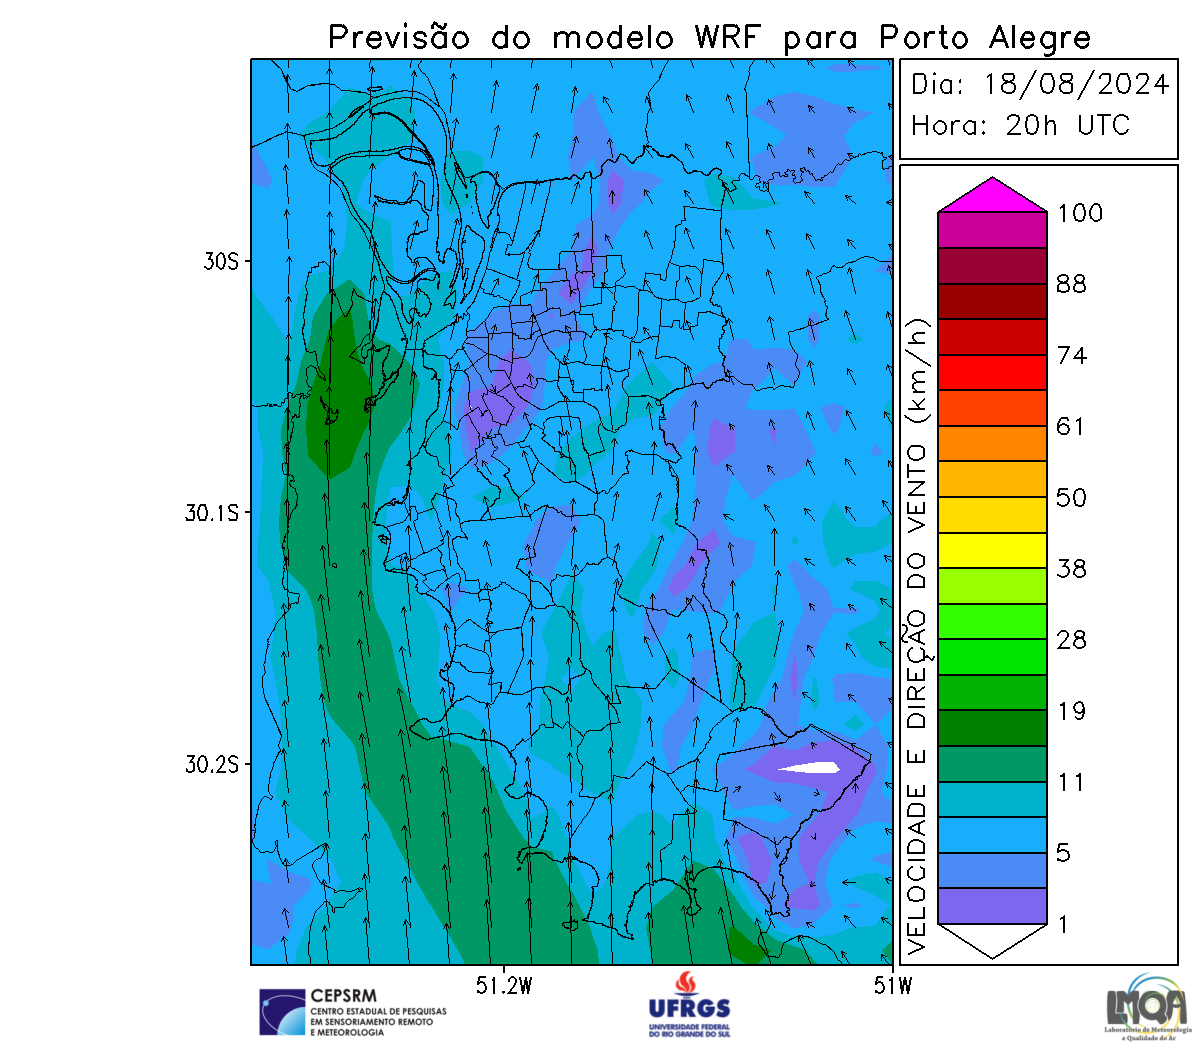 Previsão do modelo WRF para Porto Alegre
Dia: 18/08/2024
Hora: 20h UTC
30S
30.1S
30.2S
51.2W
51W
VELOCIDADE E DIREÇÃO DO VENTO (km/h)
100
88
74
61
50
38
28
19
11
5
1
CEPSRM
CENTRO ESTADUAL DE PESQUISAS
EM SENSORIAMENTO REMOTO
E METEOROLOGIA
UFRGS
UNIVERSIDADE FEDERAL
DO RIO GRANDE DO SUL
LMQA
Laboratório de Meteorologia
e Qualidade do Ar